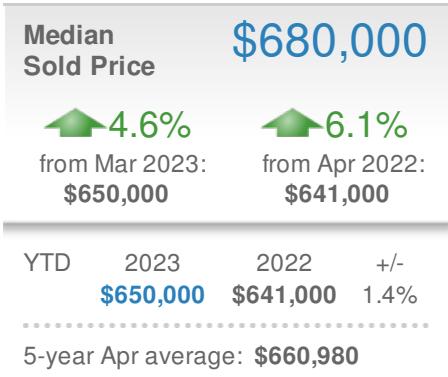 Median
Sold Price
$680,000
4.6%
from Mar 2023:
$650,000
6.1%
from Apr 2022:
$641,000
YTD 2023 2022 +/-
$650,000 $641,000 1.4%
5-year Apr average: $660,980